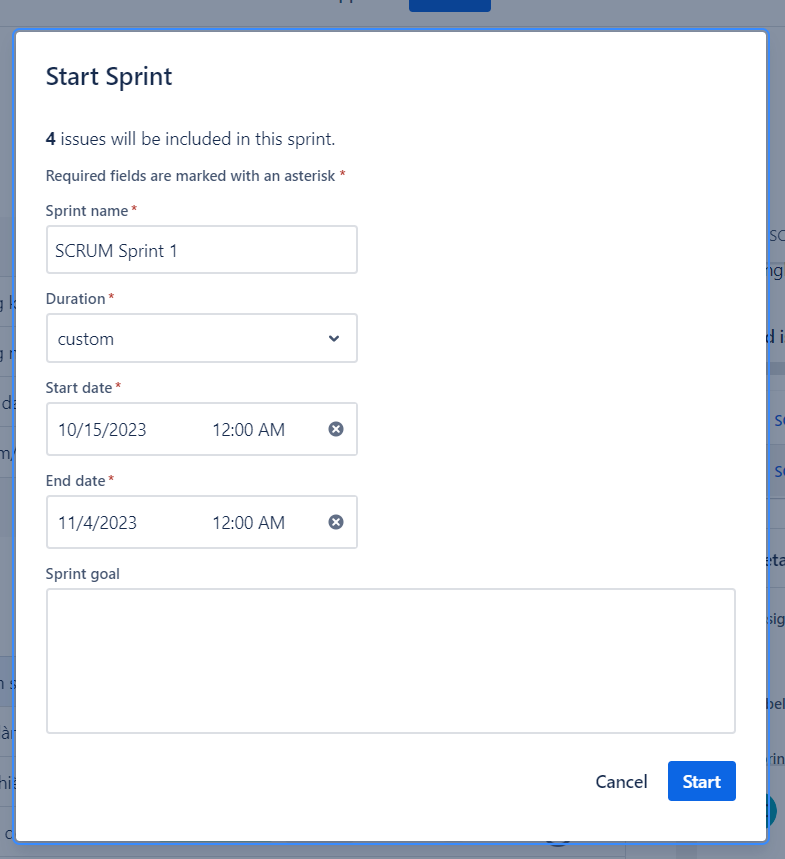 Start Sprint
4 issues will be included in this sprint.
Required fields are marked with an asterisk *
Sprint name *
SCRUM Sprint 1
Duration *
custom
Start date *
10/15/2023 12:00 AM
End date *
11/4/2023 12:00 AM
Sprint goal
Cancel Start